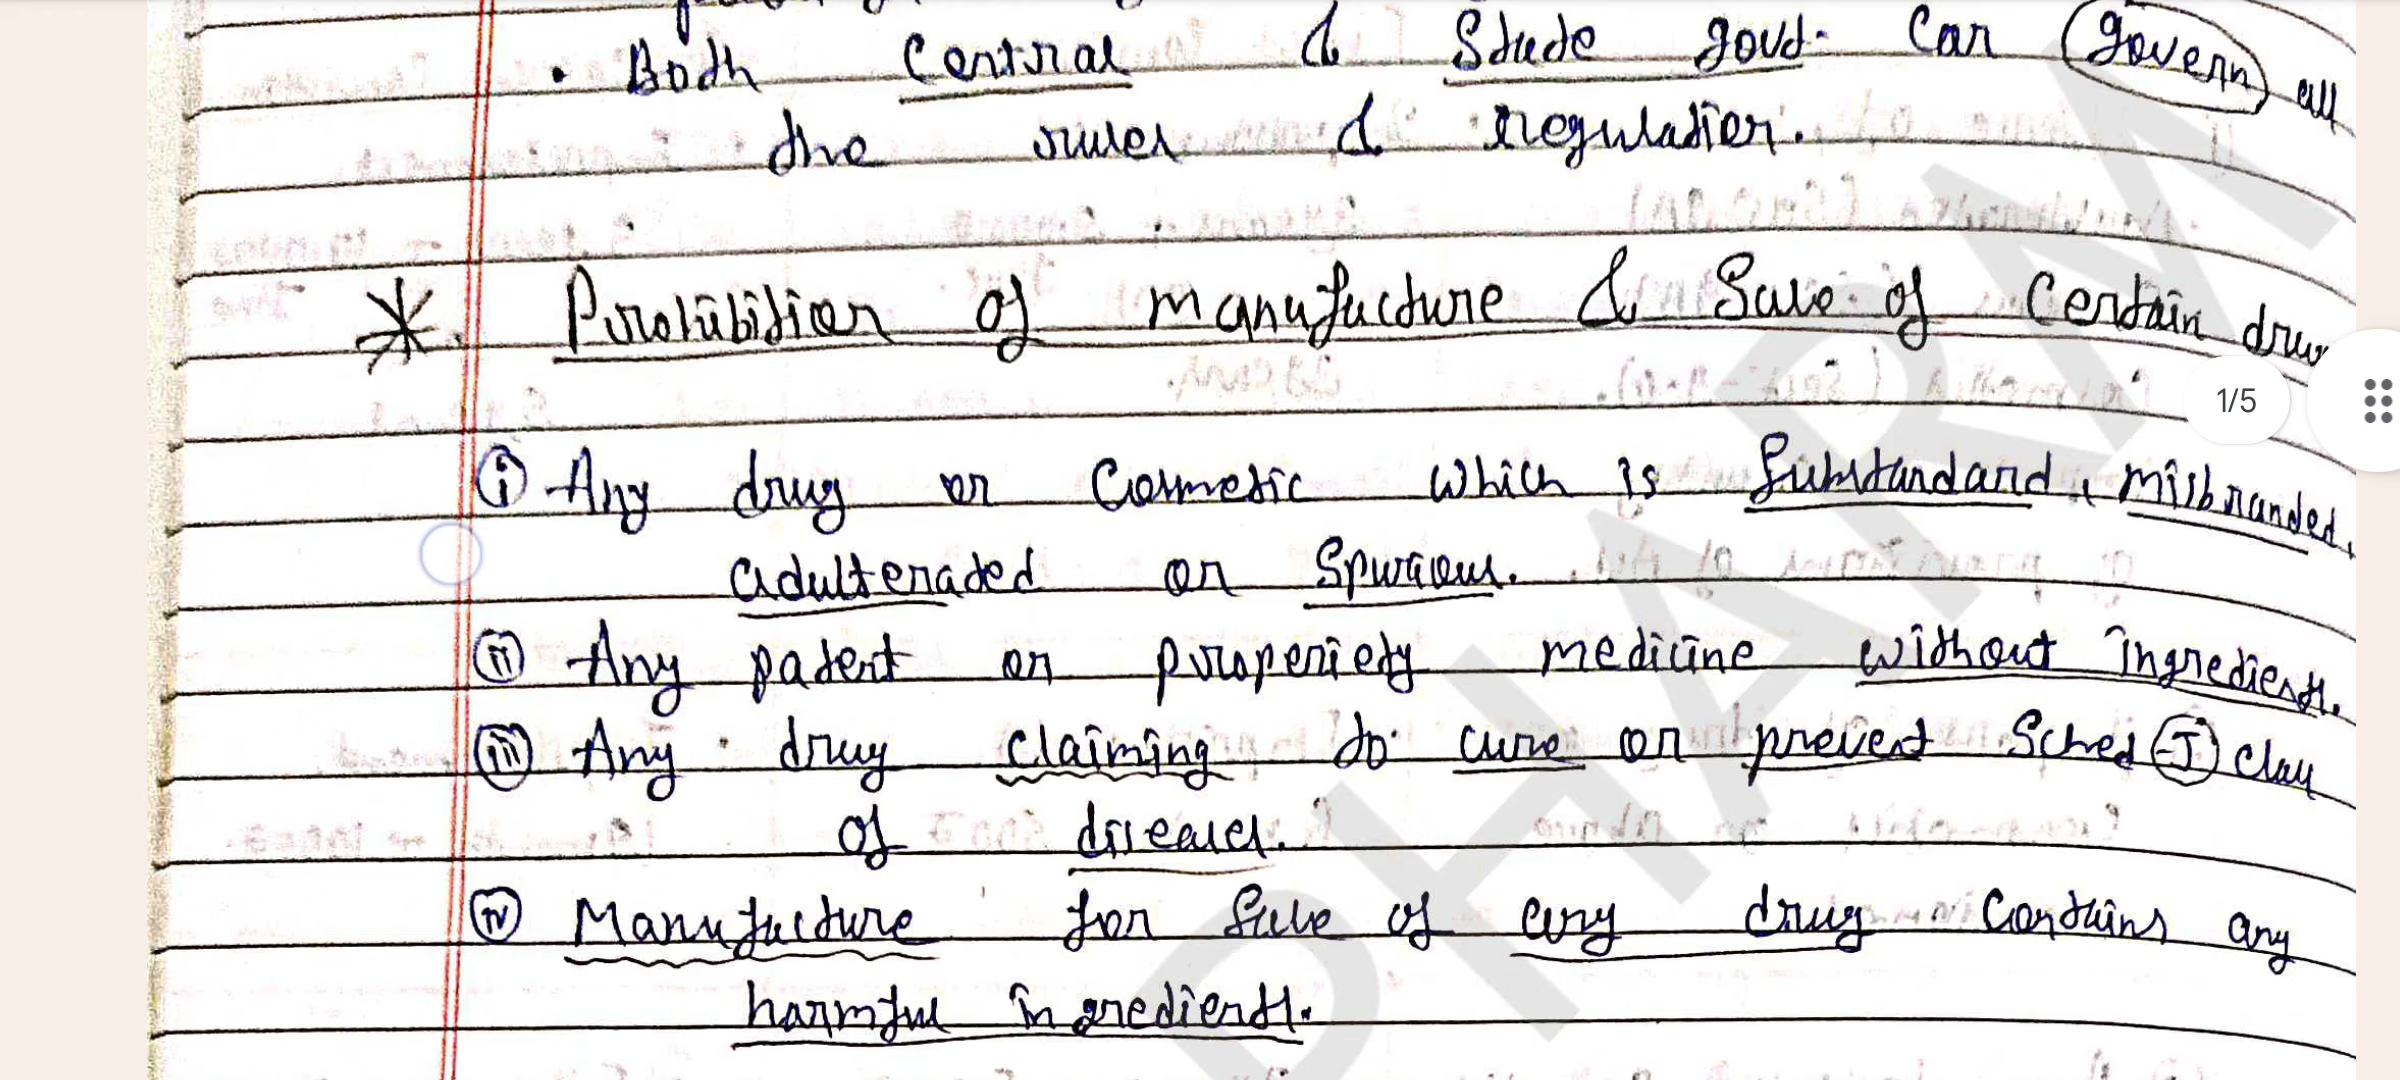 • Both Central & State govt. can govern all
the rules & regulation.
* Prohibition of manufacture & Sale of Certain drug
1/5
(i) Any drug or Cosmetic which is Substandard, misbranded,
adulterated or Spurious.
(ii) Any patent or properiety medicine without ingredients.
(iii) Any drug claiming to cure or prevent Sched-J class
of diseases.
(iv) Manufacture for Sale of any drug contains any
harmful ingredients.
PHARM